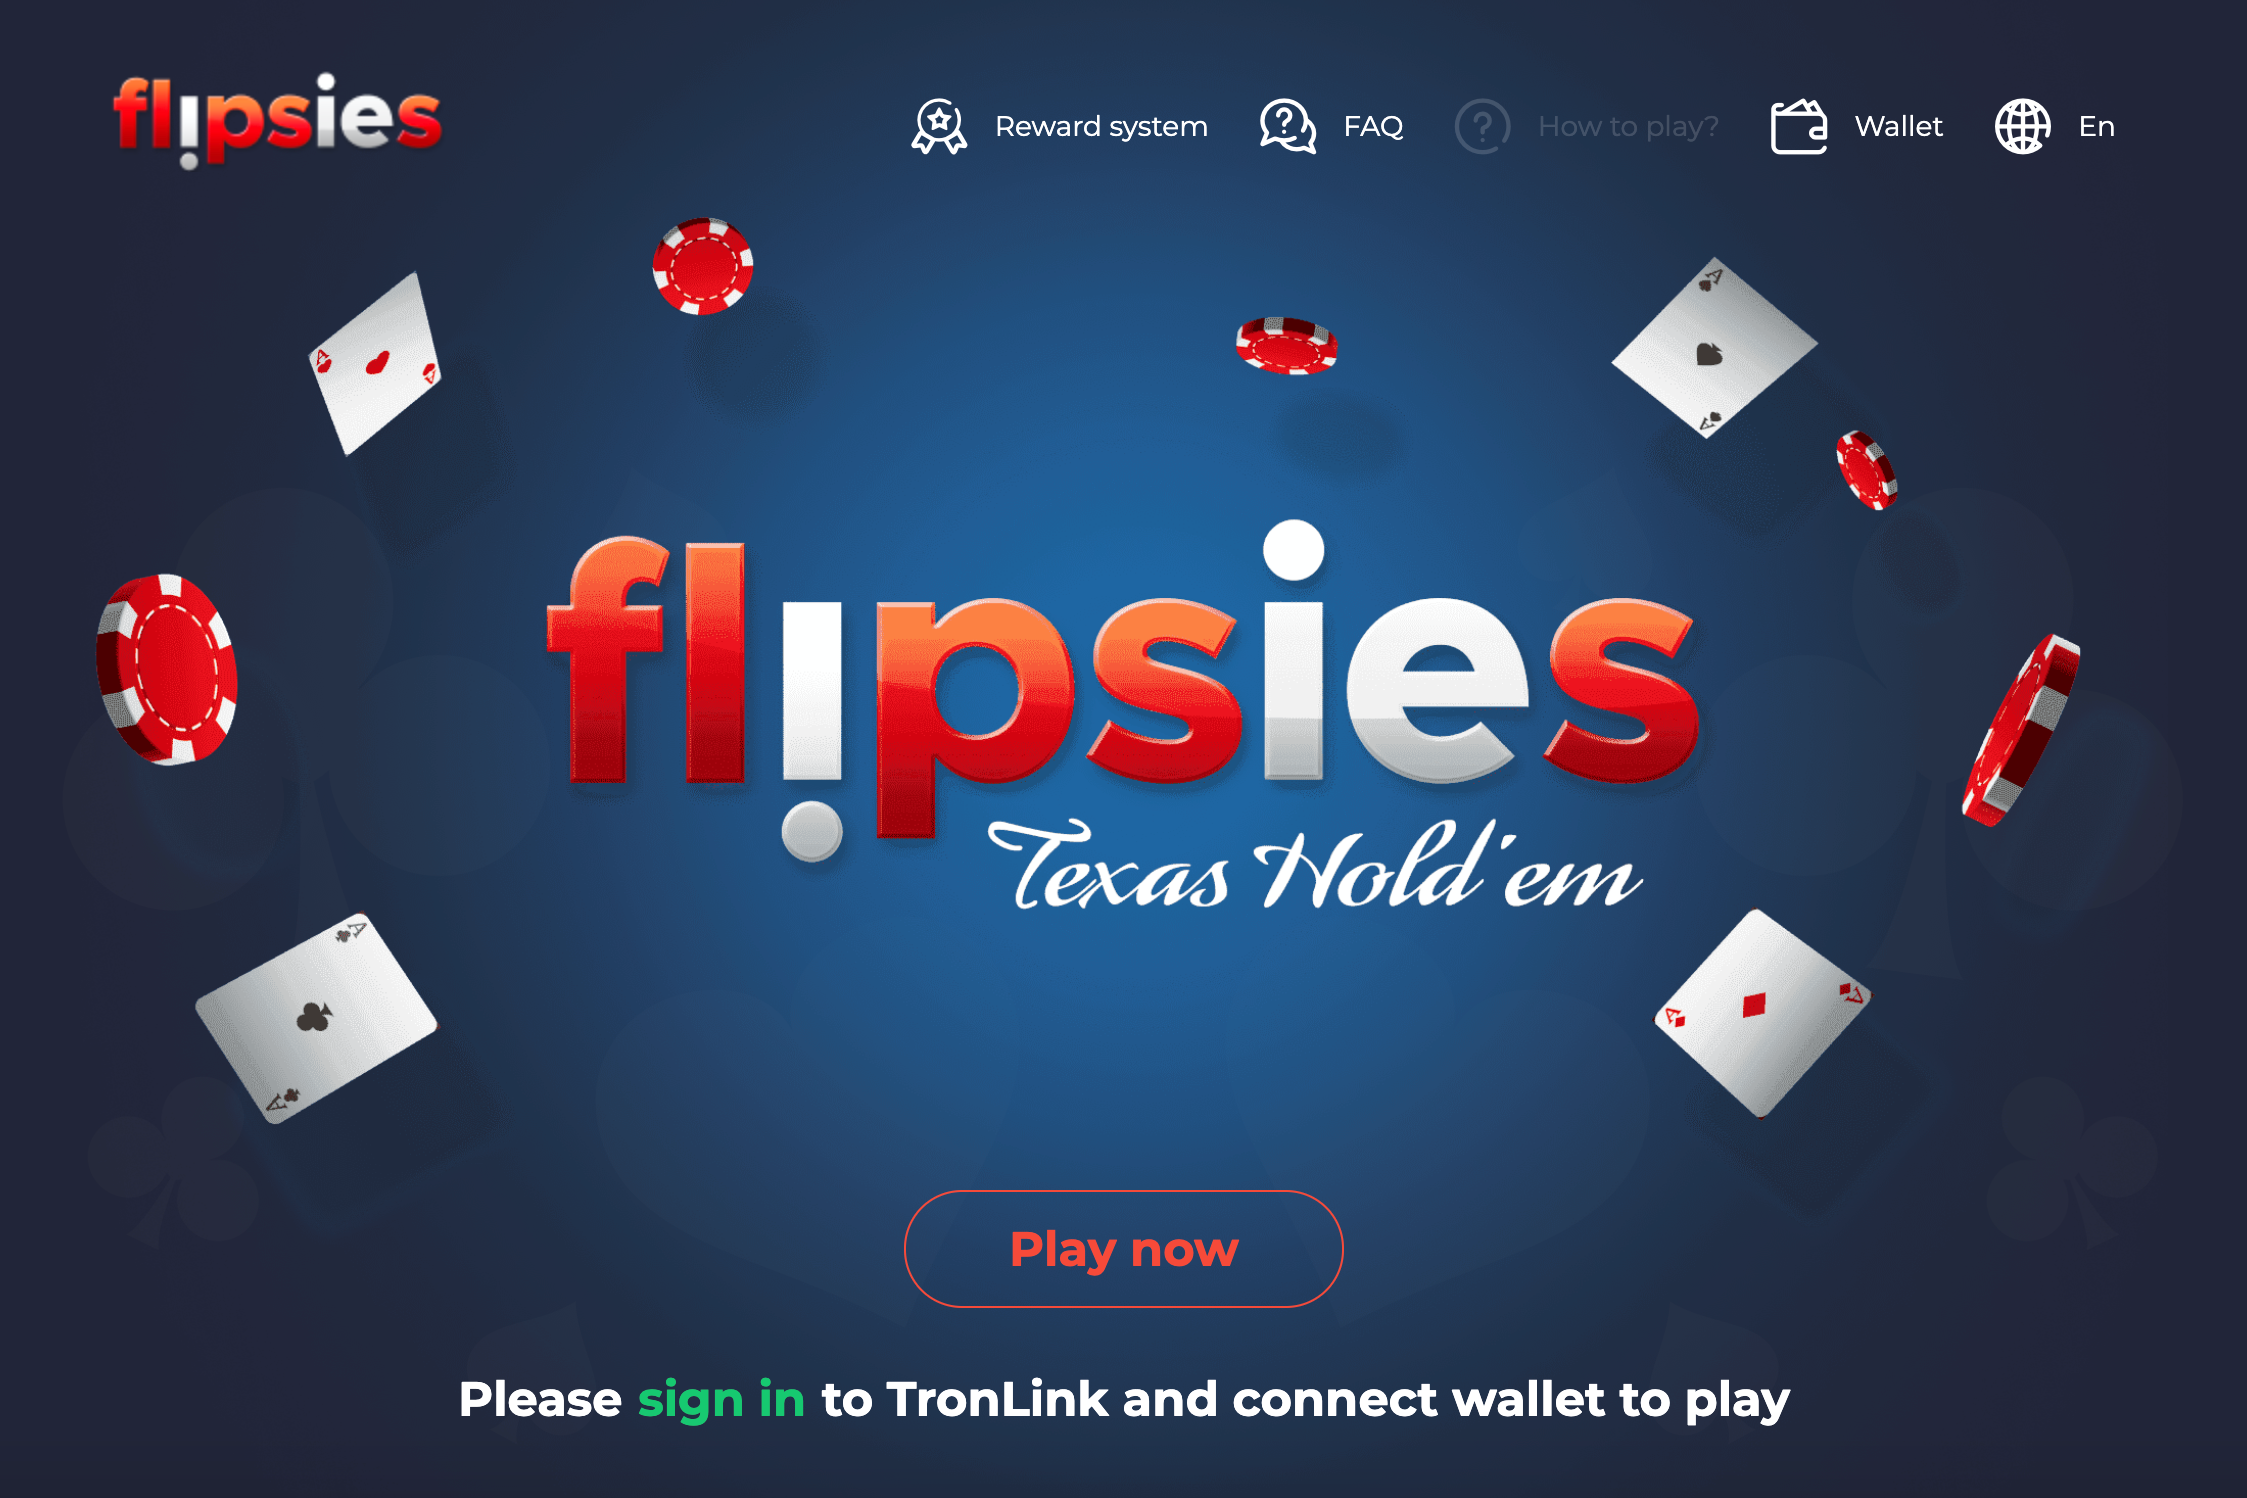 flipsies
Reward system
FAQ
How to play?
Wallet
En
A
A
A
A
flipsies
Texas Hold'em
A
A
A
A
Play now
Please sign in to TronLink and connect wallet to play